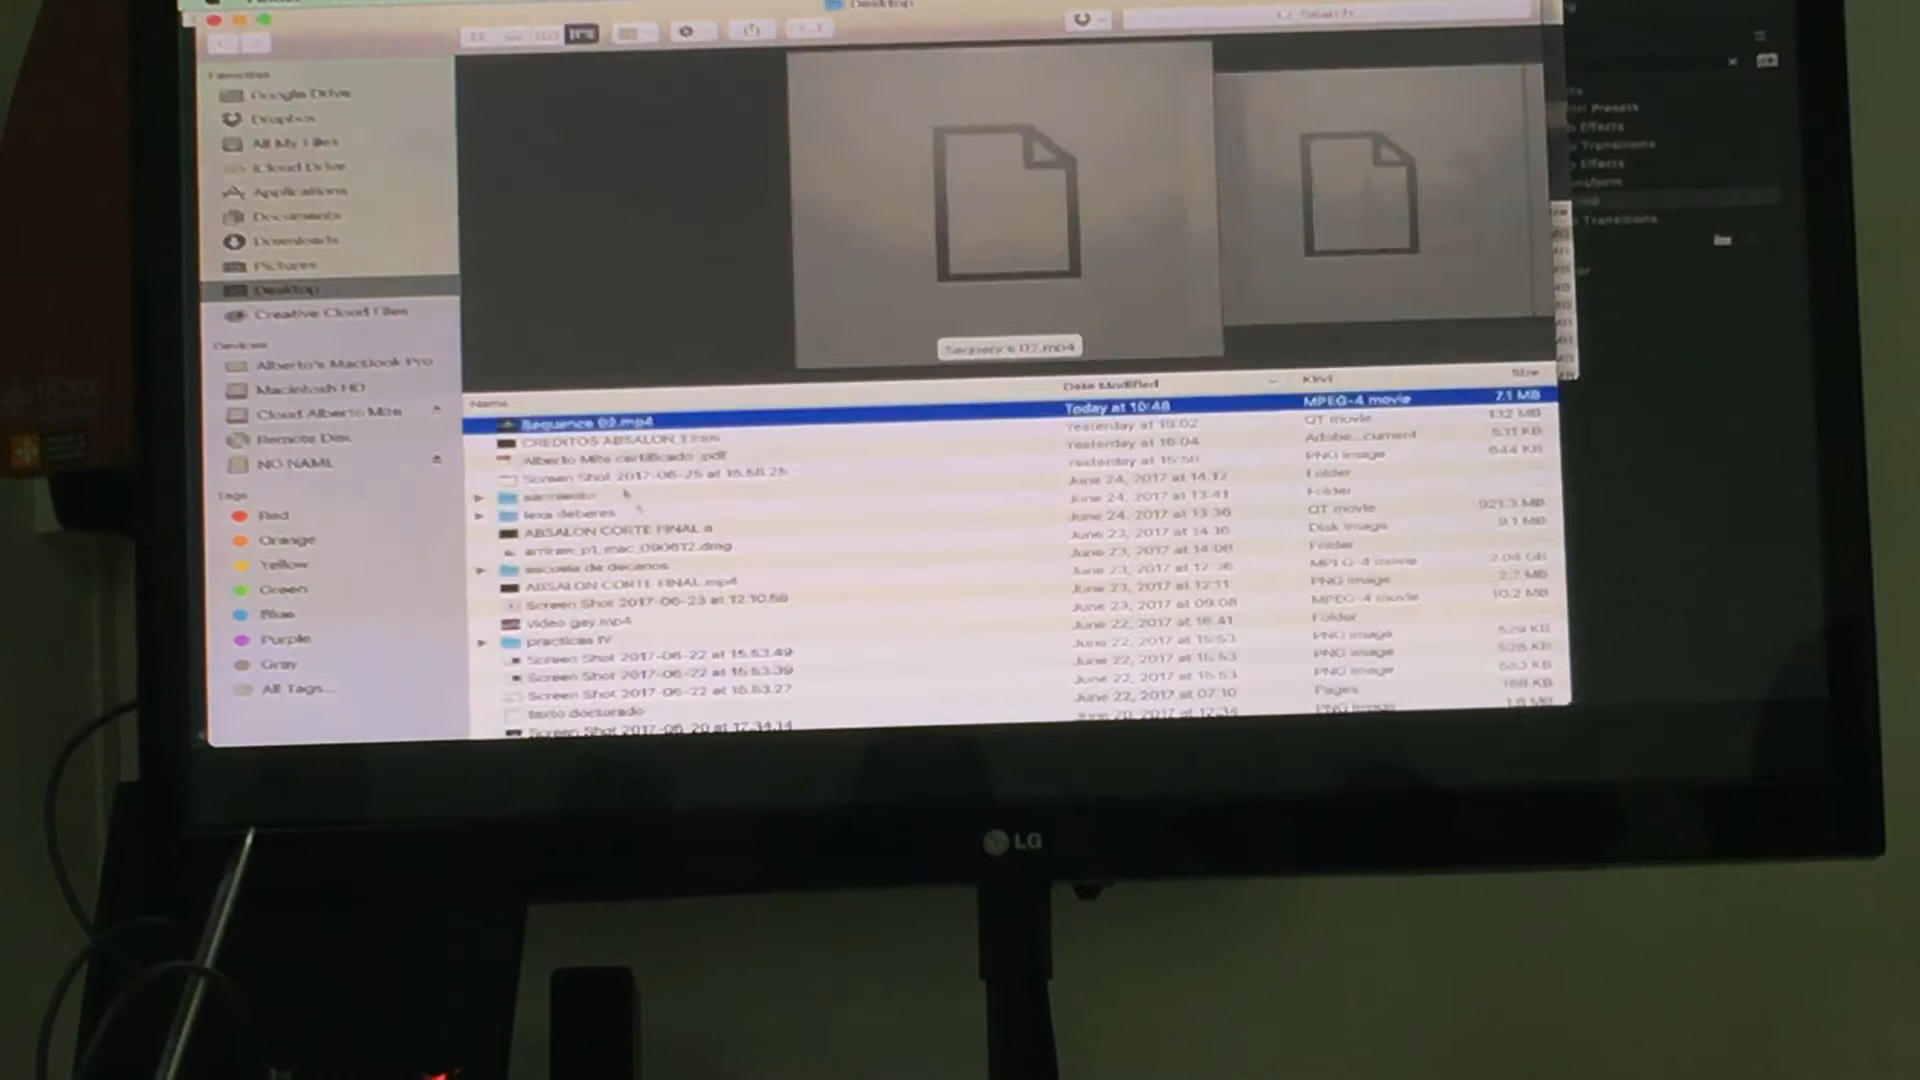 Desktop
Search
Favorites
Google Drive
Dropbox
All My Files
iCloud Drive
Applications
Documents
Downloads
Pictures
Desktop
Creative Cloud Files
Devices
Alberto's MacBook Pro
Macintosh HD
Cloud Alberto Mite
Remote Disc
NO NAME
Tags
Red
Orange
Yellow
Green
Blue
Purple
Gray
All Tags...
Sequence 02.mp4
Name Date Modified Kind Size
Sequence 02.mp4 Today at 10:48 MPEG-4 movie 7.1 MB
CREDITOS ABSALON_1.mov Yesterday at 19:02 QT movie 132 MB
Alberto Mite certificado .pdf Yesterday at 16:04 Adobe...cument 531 KB
Screen Shot 2017-06-25 at 15.58.25 Yesterday at 15:58 PNG image 644 KB
sarmiento June 24, 2017 at 14:12 Folder
lexa deberes June 24, 2017 at 13:41 Folder
ABSALON CORTE FINAL a June 24, 2017 at 13:36 QT movie 921.3 MB
arriraw_p1_mac_090612.dmg June 23, 2017 at 14:16 Disk Image 9.1 MB
escuela de decanos June 23, 2017 at 14:08 Folder
ABSALON CORTE FINAL.mp4 June 23, 2017 at 12:36 MPEG-4 movie 2.04 GB
Screen Shot 2017-06-23 at 12.10.58 June 23, 2017 at 12:11 PNG image 2.7 MB
video gey.mp4 June 23, 2017 at 09:08 MPEG-4 movie 10.2 MB
practicas tv June 22, 2017 at 16:41 Folder
Screen Shot 2017-06-22 at 15.53.49 June 22, 2017 at 15:53 PNG image 529 KB
Screen Shot 2017-06-22 at 15.53.39 June 22, 2017 at 15:53 PNG image 528 KB
Screen Shot 2017-06-22 at 15.53.27 June 22, 2017 at 15:53 PNG image 553 KB
texto doctorado June 22, 2017 at 07:10 Pages 188 KB
Screen Shot 2017-06-20 at 12.34.14 June 20, 2017 at 12:34 PNG image 1.6 MB
Presets
Effects
Transitions
Effects
Transitions
LG